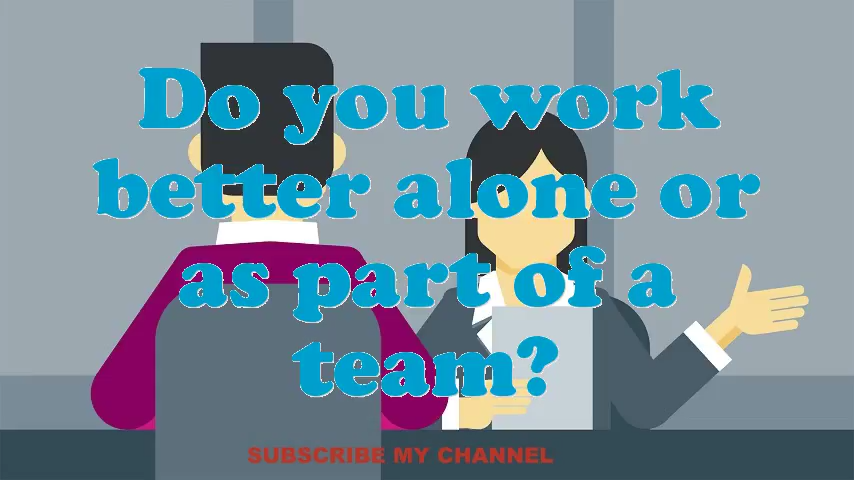 Do you work
better alone or
as part of a
team?
SUBSCRIBE MY CHANNEL